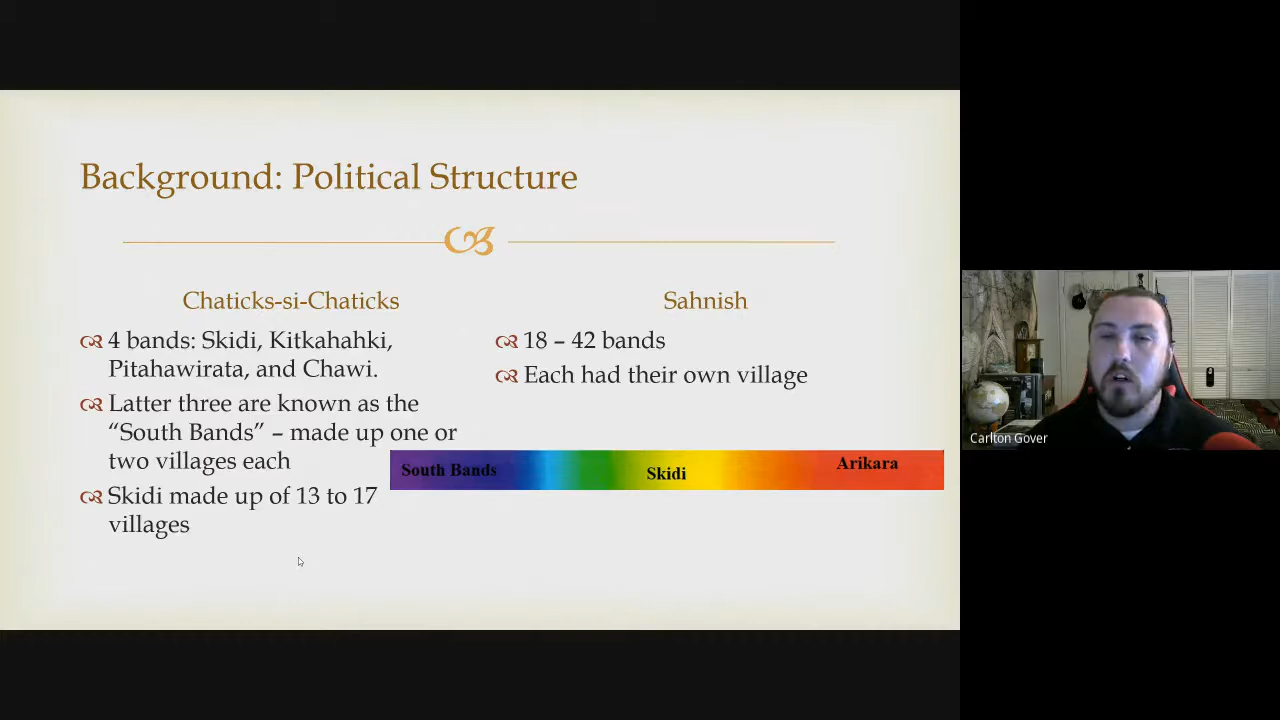 Background: Political Structure
Chaticks-si-Chaticks
4 bands: Skidi, Kitkahahki,
Pitahawirata, and Chawi.
Latter three are known as the
“South Bands” – made up one or
two villages each
Skidi made up of 13 to 17
villages
Sahnish
18 – 42 bands
Each had their own village
South Bands
Skidi
Arikara
Carlton Gover